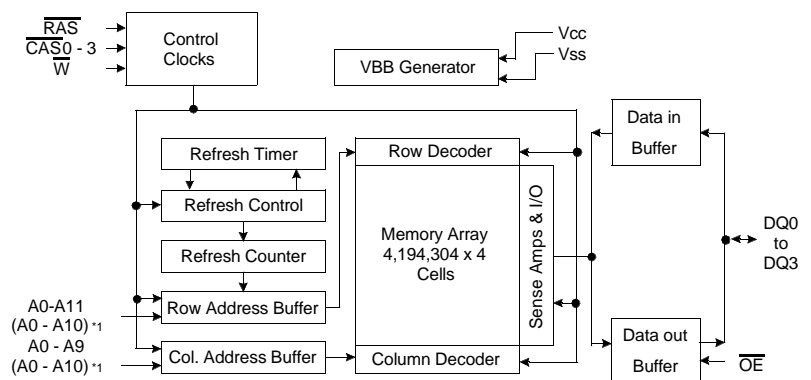 RAS
CAS0 - 3
W
Control
Clocks
VBB Generator
Vcc
Vss
Refresh Timer
Refresh Control
Refresh Counter
Row Address Buffer
Col. Address Buffer
A0-A11
(A0 - A10) *1
A0 - A9
(A0 - A10) *1
Row Decoder
Memory Array
4,194,304 x 4
Cells
Column Decoder
Sense Amps & I/O
Data in
Buffer
Data out
Buffer
DQ0
to
DQ3
OE